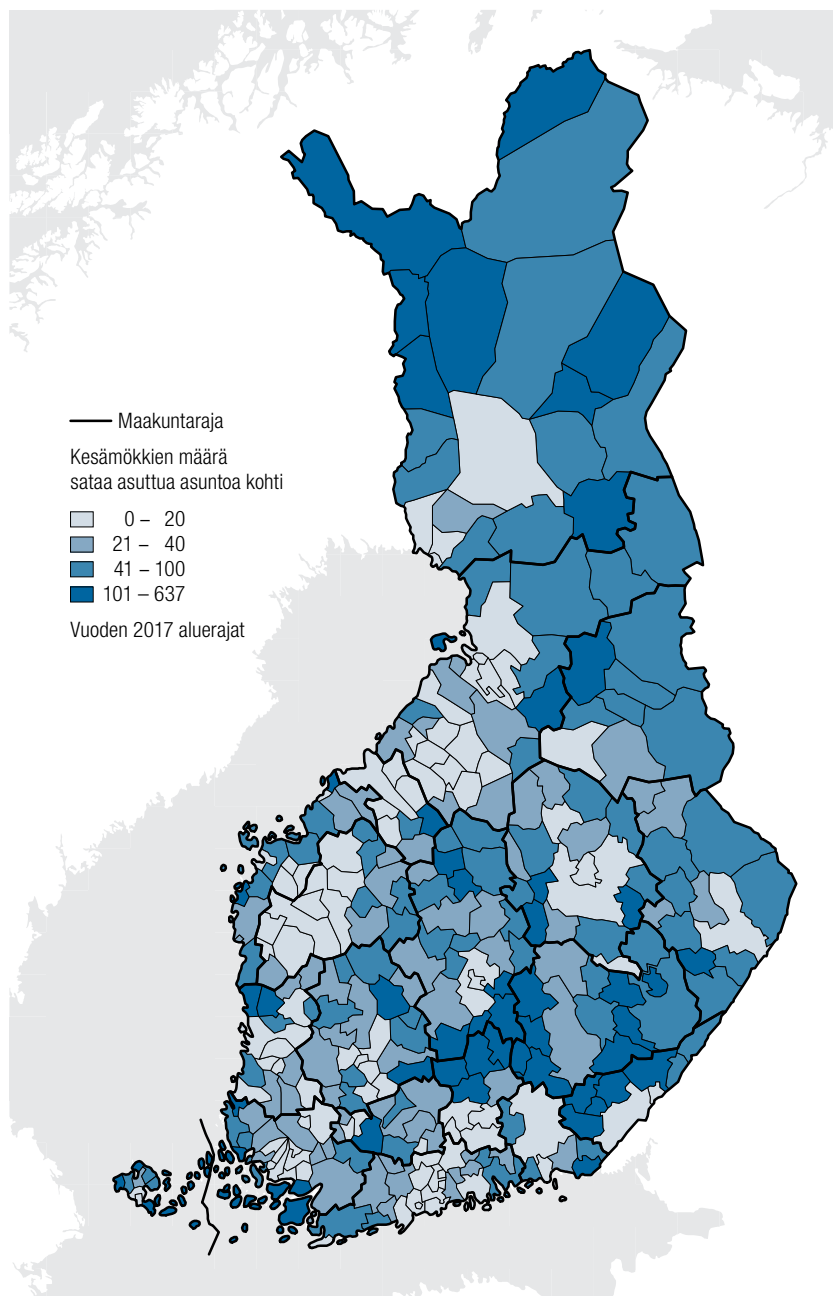 Maakuntaraja
Kesämökkien määrä
sataa asuttua asuntoa kohti
0 – 20
21 – 40
41 – 100
101 – 637
Vuoden 2017 aluerajat